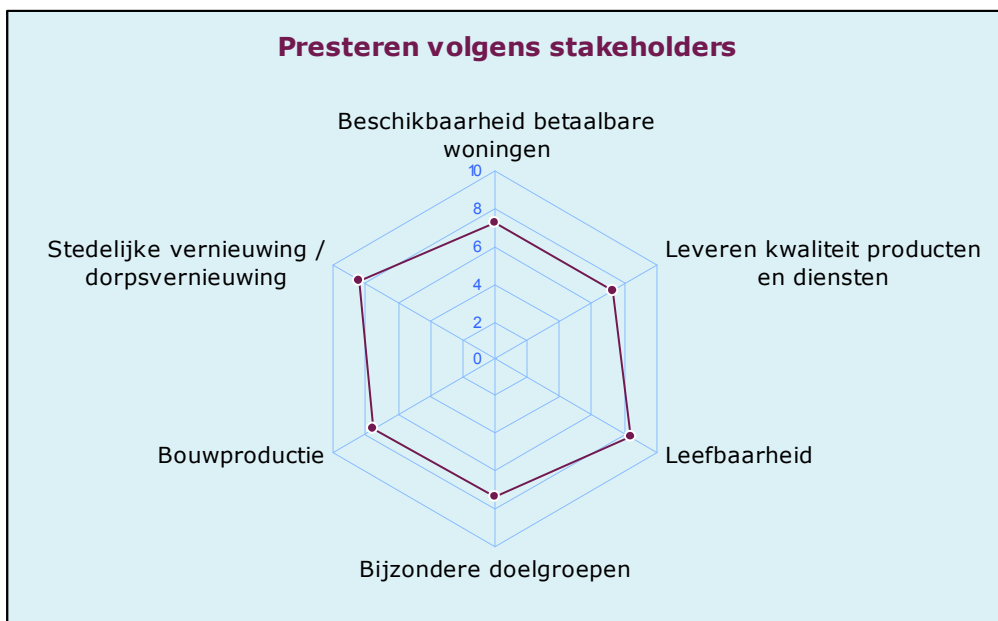 Presteren volgens stakeholders
Beschikbaarheid betaalbare
woningen
10
8
6
4
2
0
Stedelijke vernieuwing /
dorpsvernieuwing
Leveren kwaliteit producten
en diensten
Bouwproductie
Leefbaarheid
Bijzondere doelgroepen